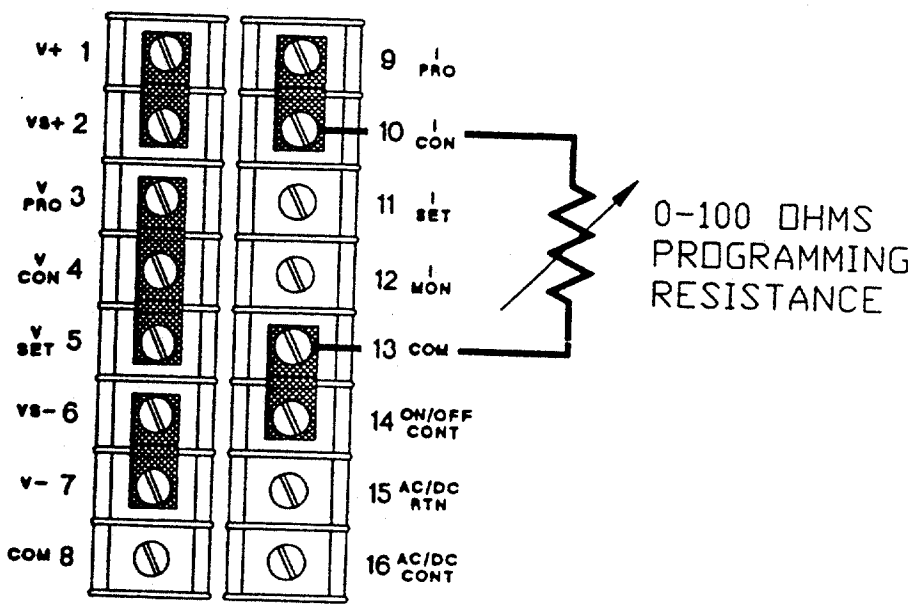 V+ 1
VS+ 2
V
PRO 3
V
CON 4
V
SET 5
VS- 6
V- 7
COM 8
9 I
PRO
10 I
CON
11 I
SET
12 I
MON
13 COM
14 ON/OFF
CONT
15 AC/DC
RTN
16 AC/DC
CONT
0-100 OHMS
PROGRAMMING
RESISTANCE